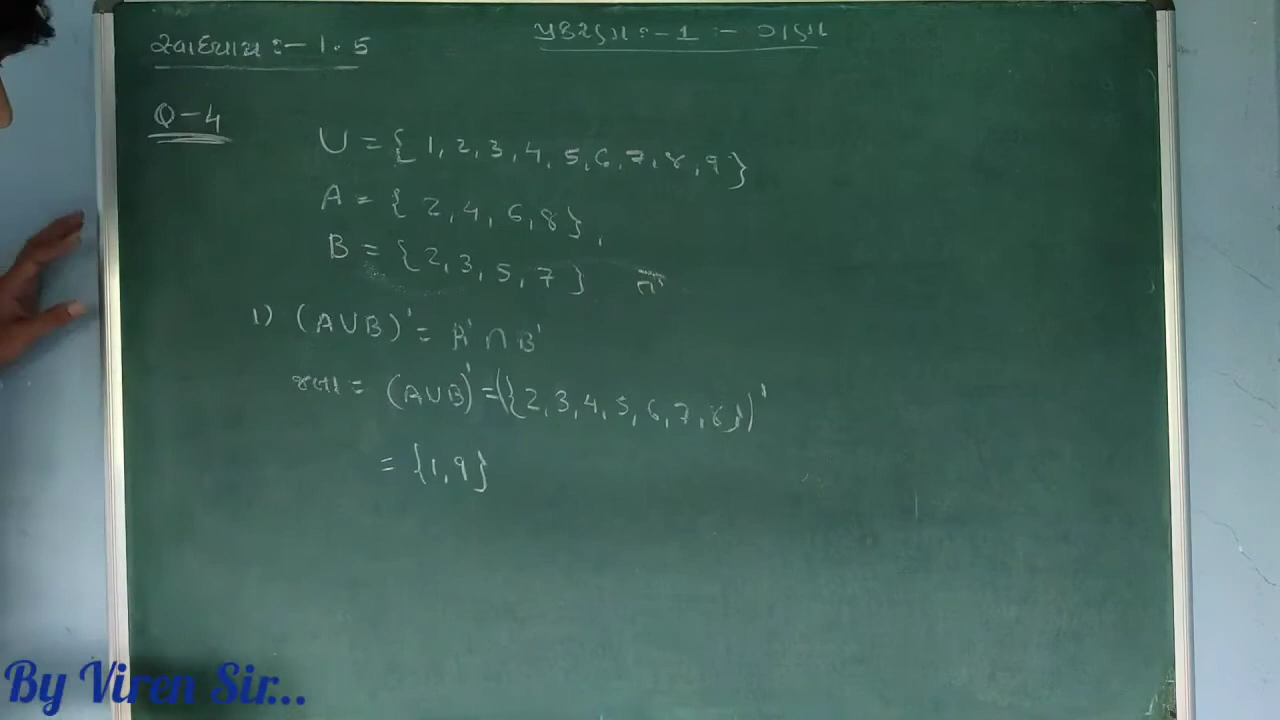 સ્વાધ્યાય :- 1.5
પ્રકરણ :- 1 :- ગણ
Q-4
U = { 1, 2, 3, 4, 5, 6, 7, 8, 9 }
A = { 2, 4, 6, 8 },
B = { 2, 3, 5, 7 } તો
1) (A∪B)' = A' ∩ B'
= (A∪B)' = ({2, 3, 4, 5, 6, 7, 8})'
= {1, 9}
By Viren Sir...